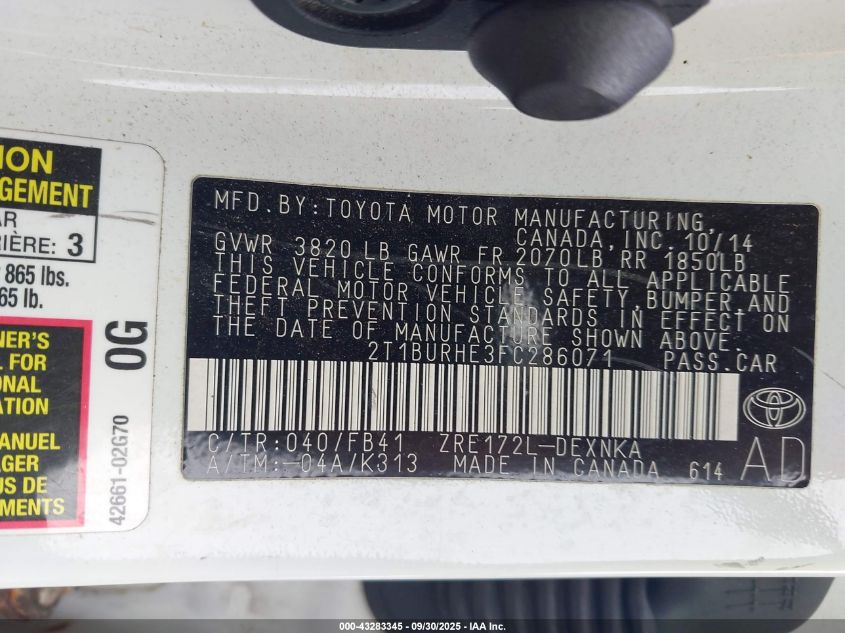 ION
GEMENT
AR
IÈRE: 3
865 lbs.
65 lb.
NER'S
L FOR
ONAL
ATION
MANUEL
LAGER
US DE
EMENTS
0G
42661-02G70
MFD.BY:TOYOTA MOTOR MANUFACTURING,
CANADA, INC. 10/14
GVWR 3820 LB GAWR FR 2070LB, RR 1850LB
THIS VEHICLE CONFORMS TO ALL APPLICABLE
FEDERAL MOTOR VEHICLE SAFETY, BUMPER, AND
THEFT PREVENTION STANDARDS IN EFFECT ON
THE DATE OF MANUFACTURE SHOWN ABOVE.
2T1BURHE3FC286071 PASS.CAR
C/TR:040/FB41 ZRE172L-DEXNKA
A/TM:-04A/K313 MADE IN CANADA 614
AD
000-43283345 - 09/30/2025 - IAA Inc.